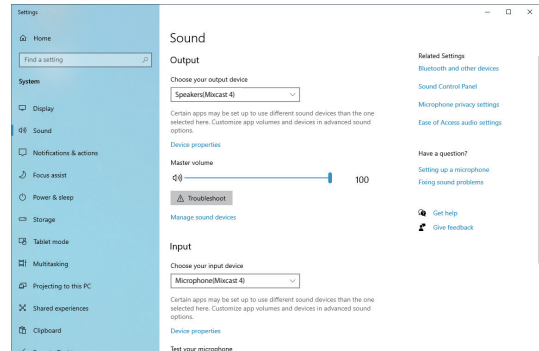 Settings
Home
Find a setting
System
Display
Sound
Notifications & actions
Focus assist
Power & sleep
Storage
Tablet mode
Multitasking
Projecting to this PC
Shared experiences
Clipboard
Sound
Output
Choose your output device
Speakers(Mixcast 4)
Certain apps may be set up to use different sound devices than the one
selected here. Customize app volumes and devices in advanced sound
options.
Device properties
Master volume
100
Troubleshoot
Manage sound devices
Input
Choose your input device
Microphone(Mixcast 4)
Certain apps may be set up to use different sound devices than the one
selected here. Customize app volumes and devices in advanced sound
options.
Device properties
Test your microphone
Related Settings
Bluetooth and other devices
Sound Control Panel
Microphone privacy settings
Ease of Access audio settings
Have a question?
Setting up a microphone
Fixing sound problems
Get help
Give feedback